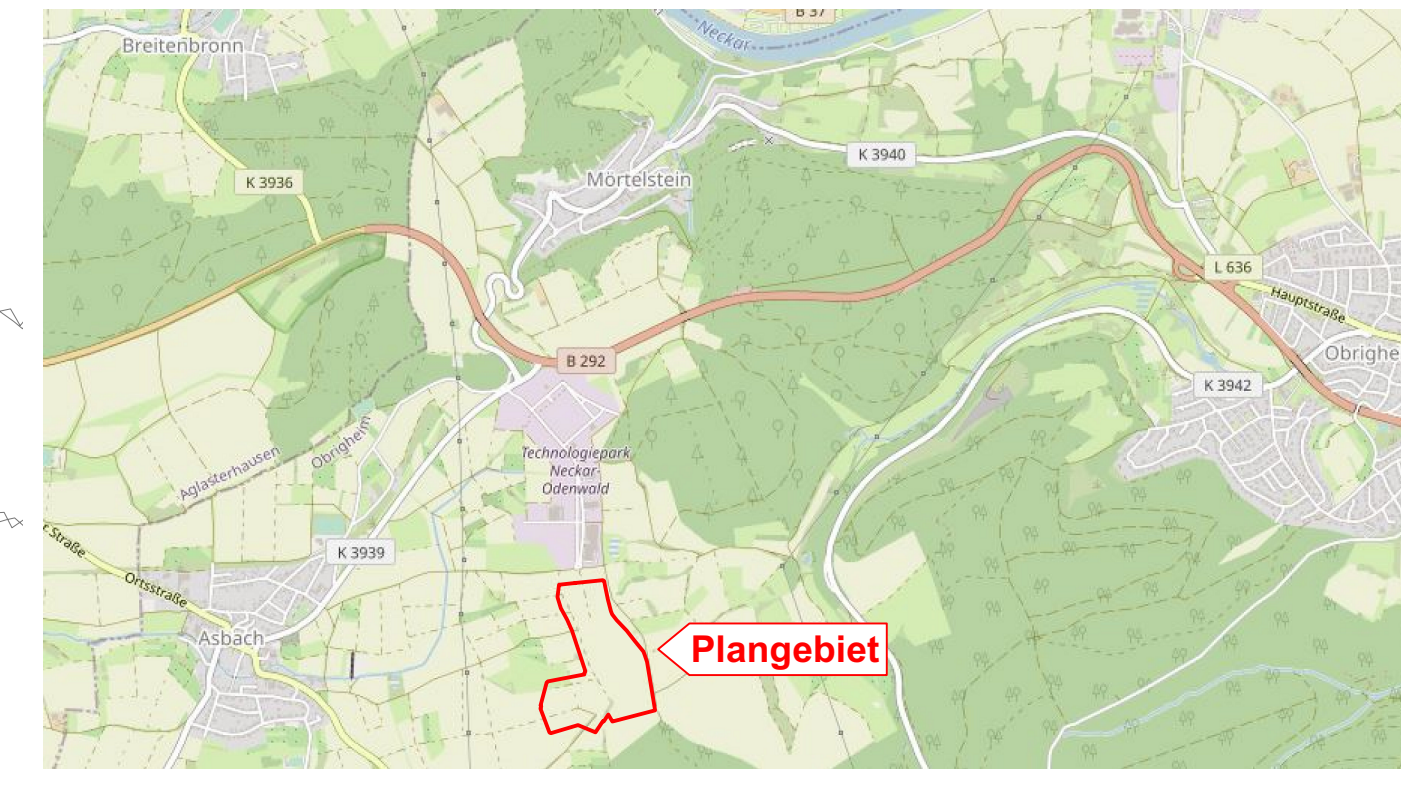 B 37
Neckar
Breitenbronn
K 3940
K 3936
Mörtelstein
L 636
Hauptstraße
Obrighe
B 292
K 3942
Technologiepark
Neckar-
Odenwald
Obrigheim
Aglasterhausen
r Straße
K 3939
Ortsstraße
Asbach
Plangebiet